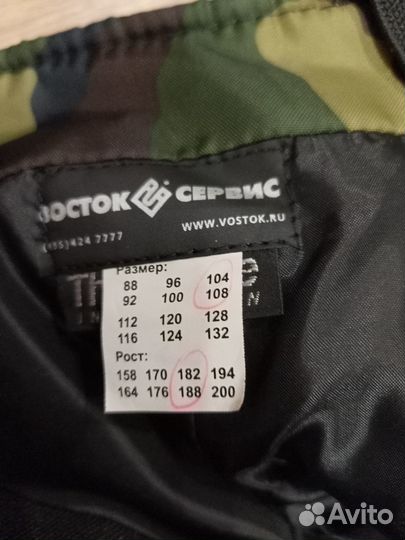 ВОСТОК СЕРВИС
WWW.VOSTOK.RU
424 7777
Размер:
88 96 104
92 100 108
112 120 128
116 124 132
Рост:
158 170 182 194
164 176 188 200
Avito